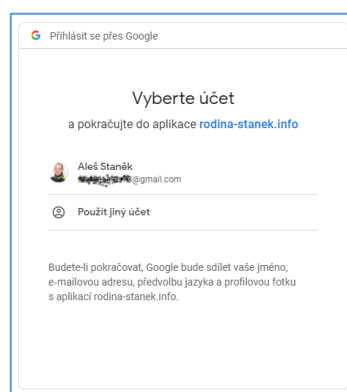 Přihlásit se přes Google
Vyberte účet
a pokračujte do aplikace rodina-stanek.info
Aleš Staněk
@gmail.com
Použít jiný účet
Budete-li pokračovat, Google bude sdílet vaše jméno,
e-mailovou adresu, předvolbu jazyka a profilovou fotku
s aplikací rodina-stanek.info.